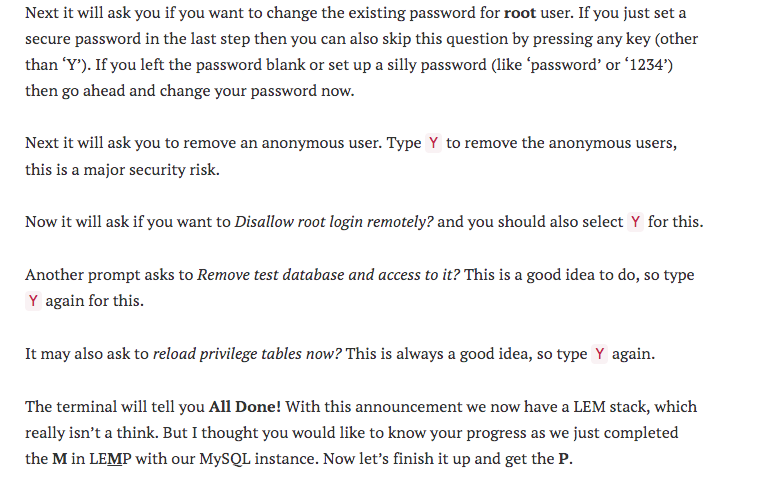 Next it will ask you if you want to change the existing password for root user. If you just set a
secure password in the last step then you can also skip this question by pressing any key (other
than ‘Y’). If you left the password blank or set up a silly password (like ‘password’ or ‘1234’)
then go ahead and change your password now.
Next it will ask you to remove an anonymous user. Type Y to remove the anonymous users,
this is a major security risk.
Now it will ask if you want to Disallow root login remotely? and you should also select Y for this.
Another prompt asks to Remove test database and access to it? This is a good idea to do, so type
Y again for this.
It may also ask to reload privilege tables now? This is always a good idea, so type Y again.
The terminal will tell you All Done! With this announcement we now have a LEM stack, which
really isn’t a think. But I thought you would like to know your progress as we just completed
the M in LEMP with our MySQL instance. Now let’s finish it up and get the P.